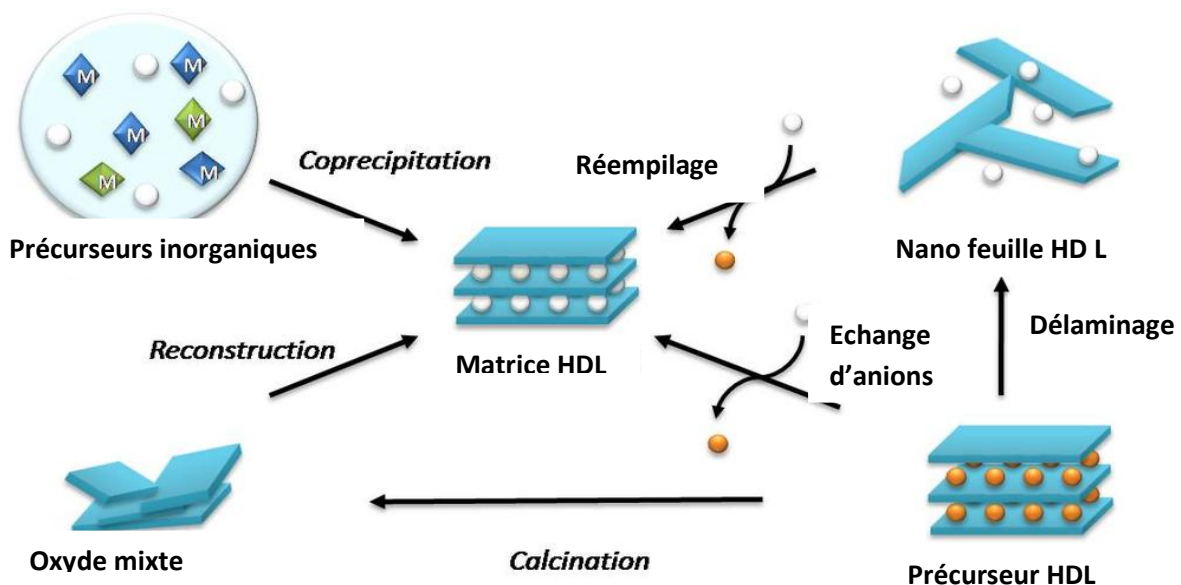 M
M
M
M
M
M
Coprecipitation
Réempilage
Précurseurs inorganiques
Nano feuille HD L
Reconstruction
Matrice HDL
Echange
d’anions
Délaminage
Oxyde mixte
Calcination
Précurseur HDL